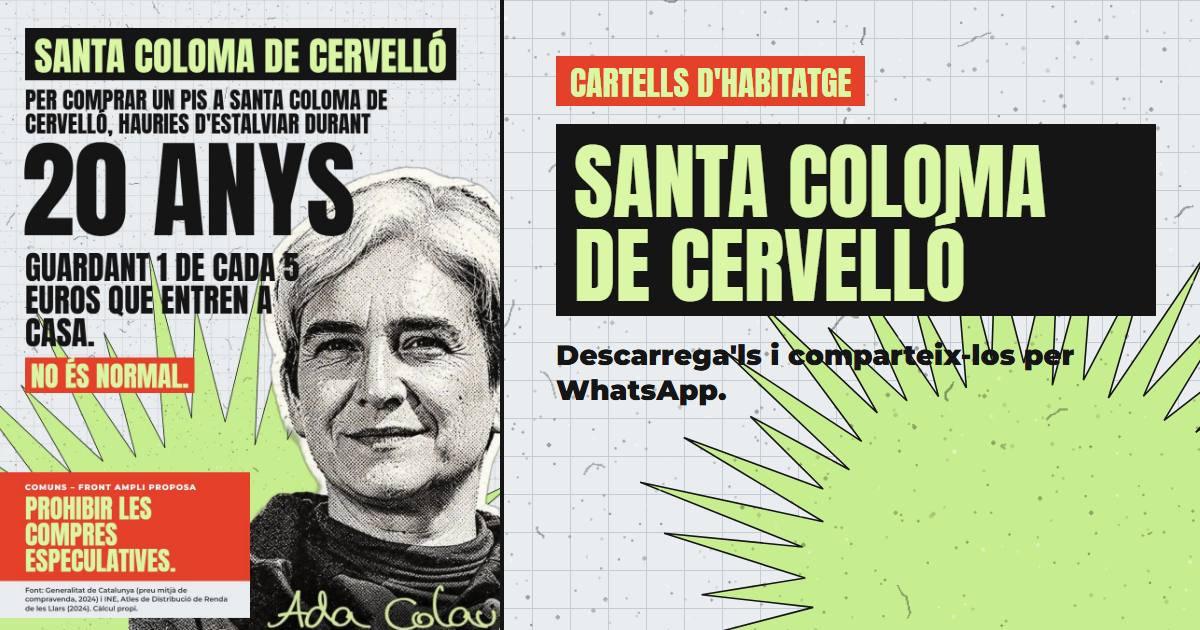 SANTA COLOMA DE CERVELLÓ
PER COMPRAR UN PIS A SANTA COLOMA DE
CERVELLÓ, HAURIES D'ESTALVIAR DURANT
20 ANYS
GUARDANT 1 DE CADA 5
EUROS QUE ENTREN A
CASA.
NO ÉS NORMAL.
COMUNS – FRONT AMPLI PROPOSA
PROHIBIR LES
COMPRES
ESPECULATIVES.
Font: Generalitat de Catalunya (preu mitjà de
compravenda, 2024) i INE, Atles de Distribució de Renda
de les Llars (2024). Càlcul propi.
Ada Colau
CARTELLS D'HABITATGE
SANTA COLOMA
DE CERVELLÓ
Descarrega'ls i comparteix-los per
WhatsApp.